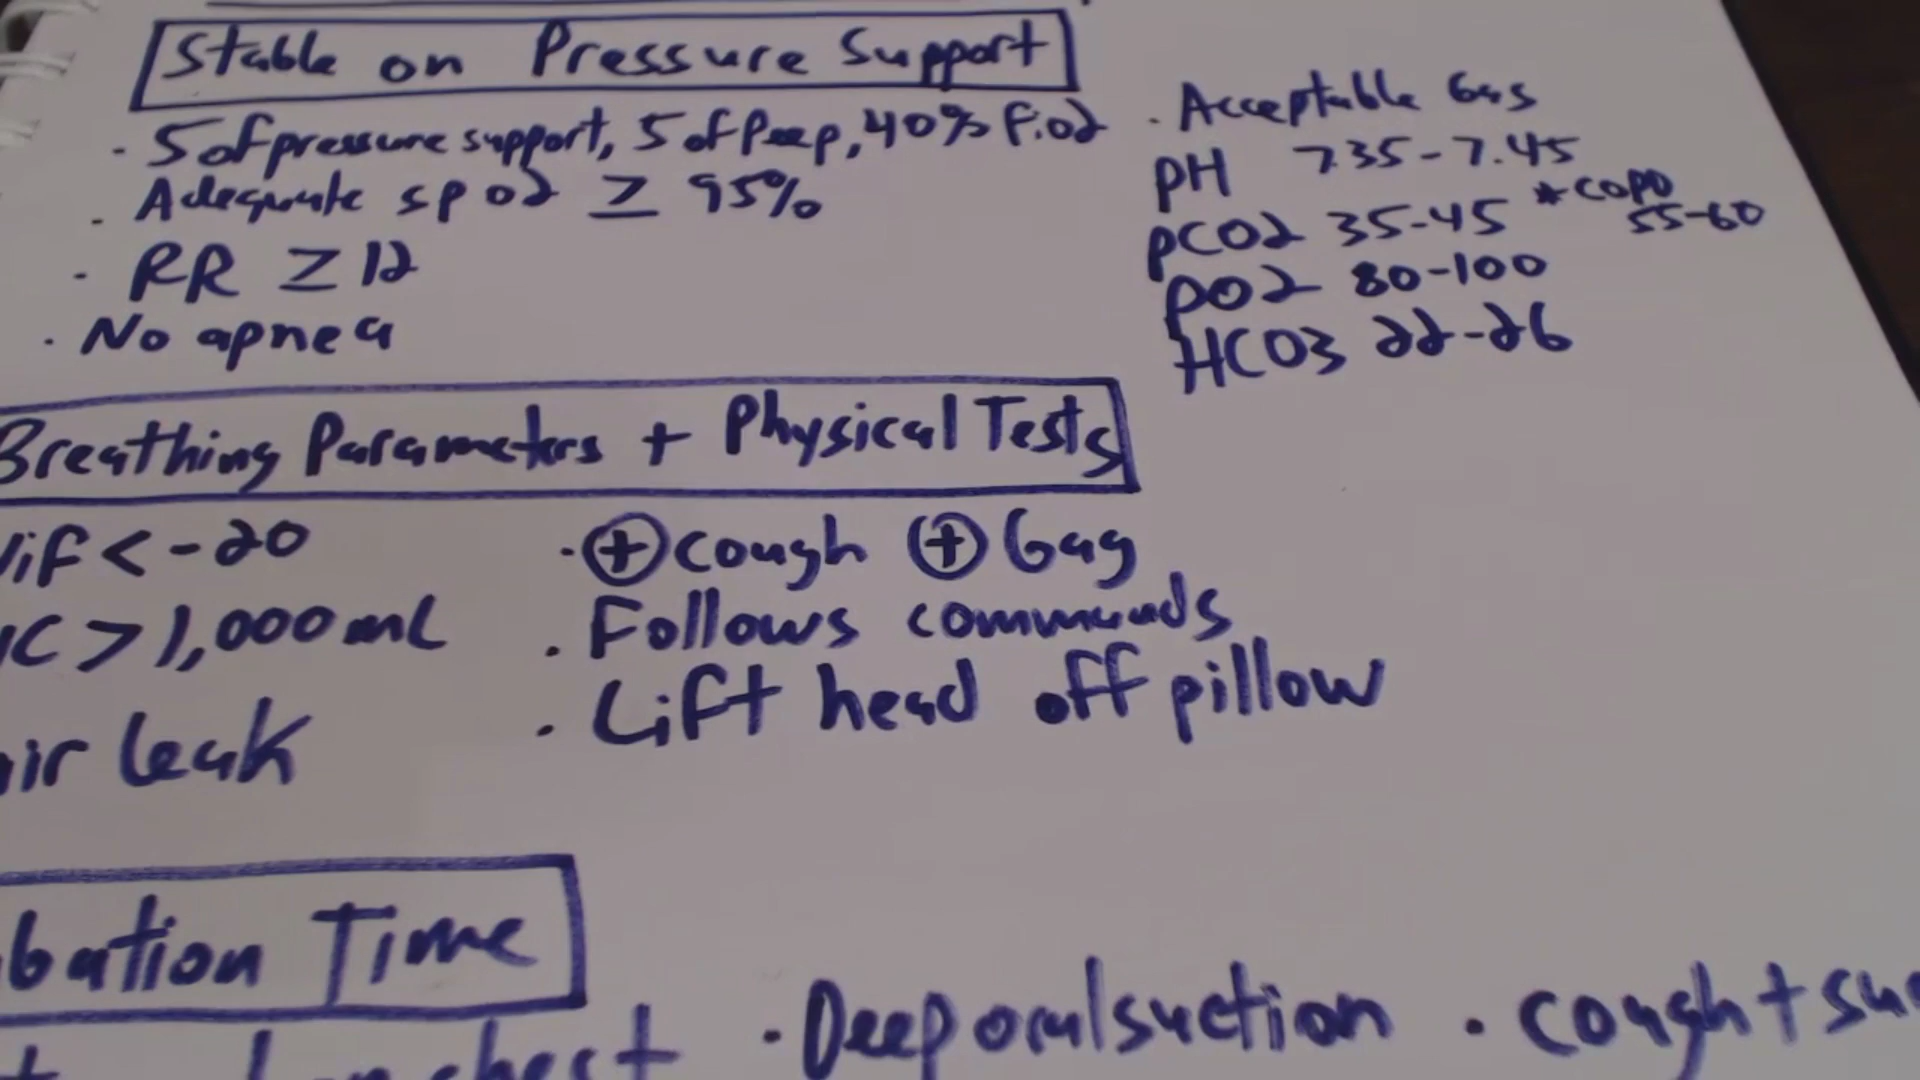 Stable on Pressure Support
· 5 of pressure support, 5 of Peep, 40% Fio2
· Adequate spo2 ≥ 95%
· RR ≥ 12
· No apnea
· Acceptable Gas
pH 7.35-7.45
pCO2 35-45 *COPD 55-60
pO2 80-100
HCO3 22-26
Breathing Parameters + Physical Tests
if < -20
C > 1,000 mL
air leak
· ⊕ cough ⊕ Gag
· Follows commands
· Lift head off pillow
bation Time
chest
· Deep oral suction · cough + suc